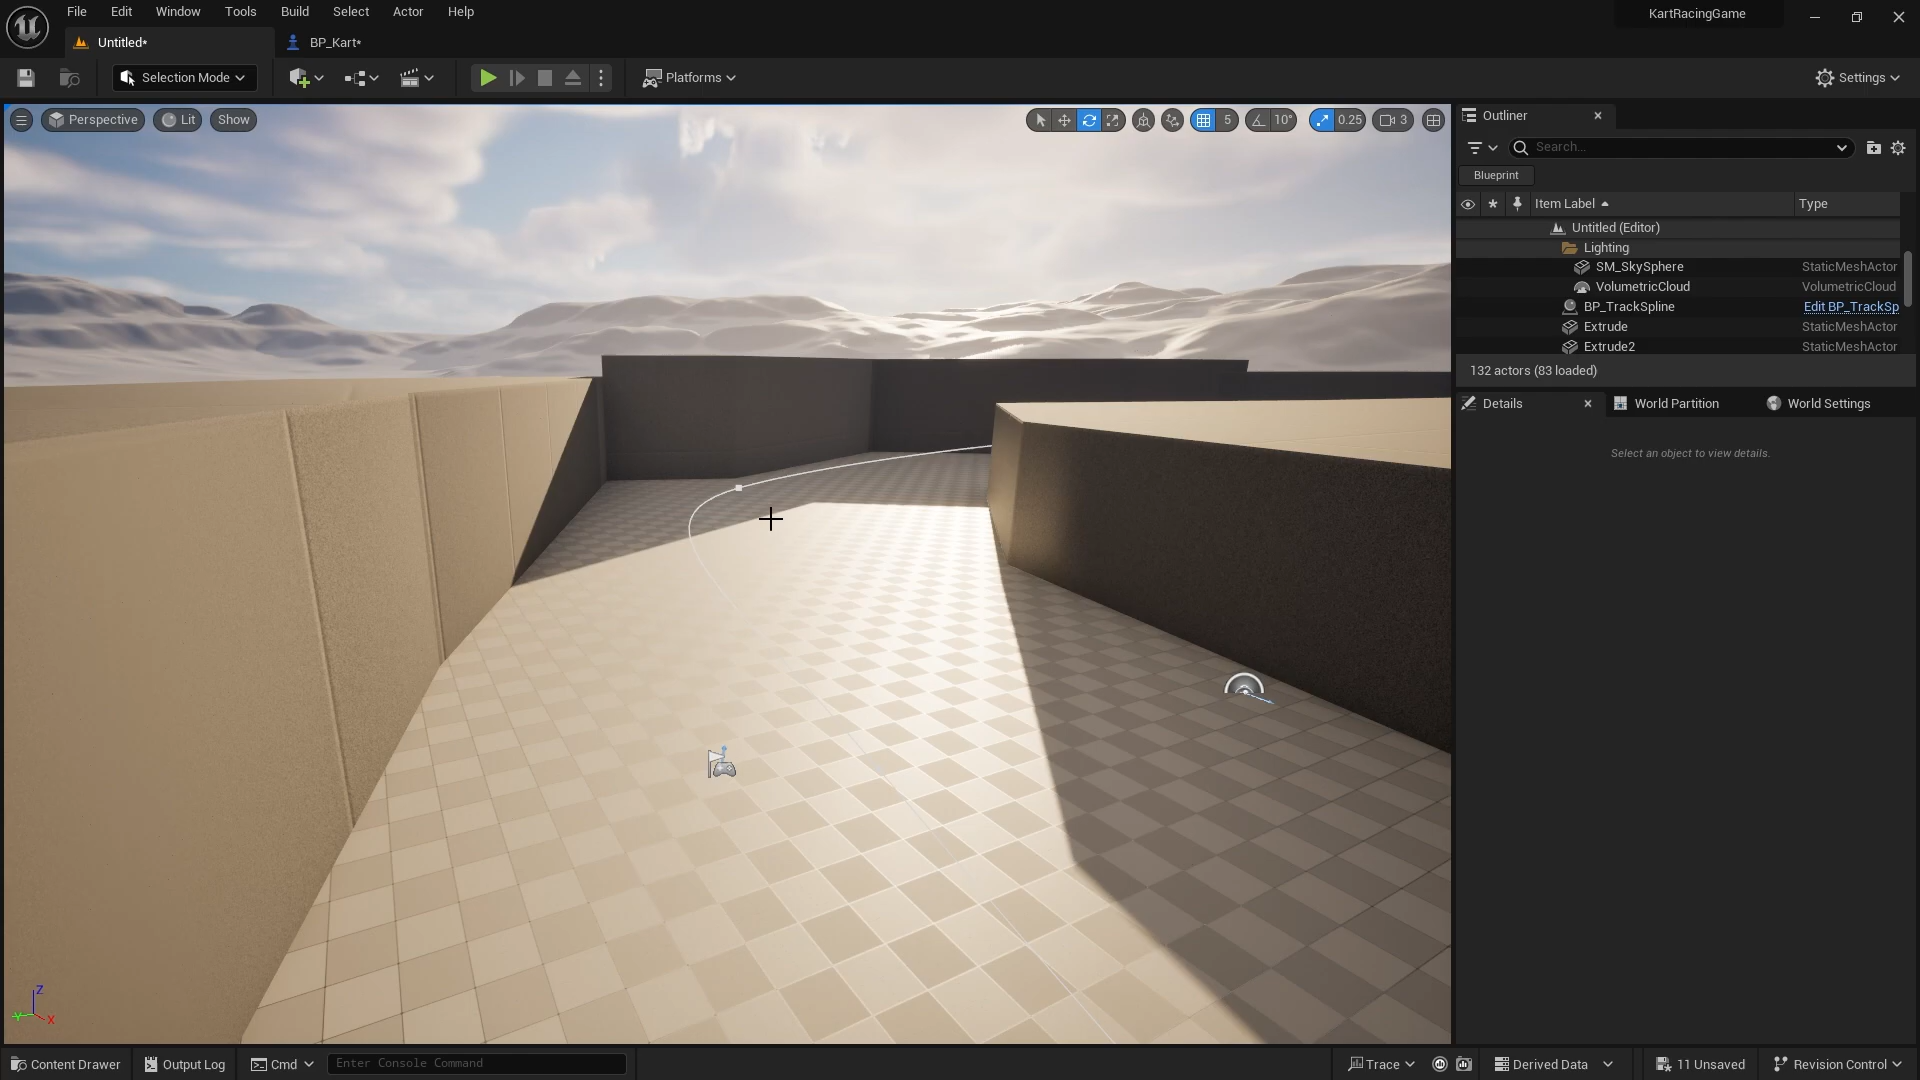 File Edit Window Tools Build Select Actor Help
KartRacingGame
Untitled*
BP_Kart*
Selection Mode
Platforms
Settings
Perspective
Lit
Show
5
10°
0.25
3
Outliner
Search...
Blueprint
Item Label
Type
Untitled (Editor)
Lighting
SM_SkySphere StaticMeshActor
VolumetricCloud VolumetricCloud
BP_TrackSpline Edit BP_TrackSp
Extrude StaticMeshActor
Extrude2 StaticMeshActor
132 actors (83 loaded)
Details
World Partition
World Settings
Select an object to view details.
Z
Y
X
Content Drawer
Output Log
Cmd
Enter Console Command
Trace
Derived Data
11 Unsaved
Revision Control